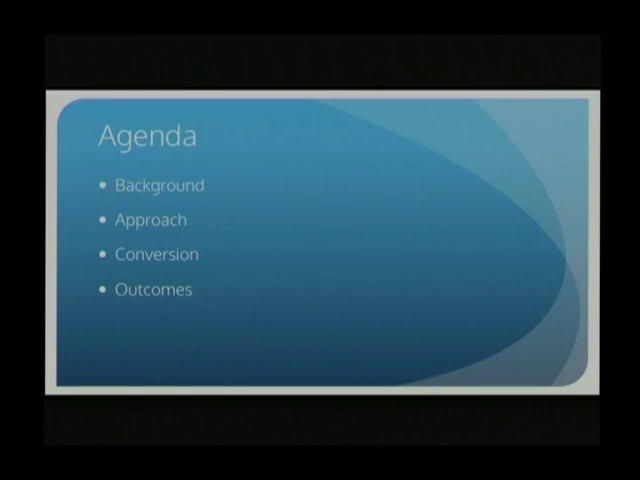 Agenda
• Background
• Approach
• Conversion
• Outcomes